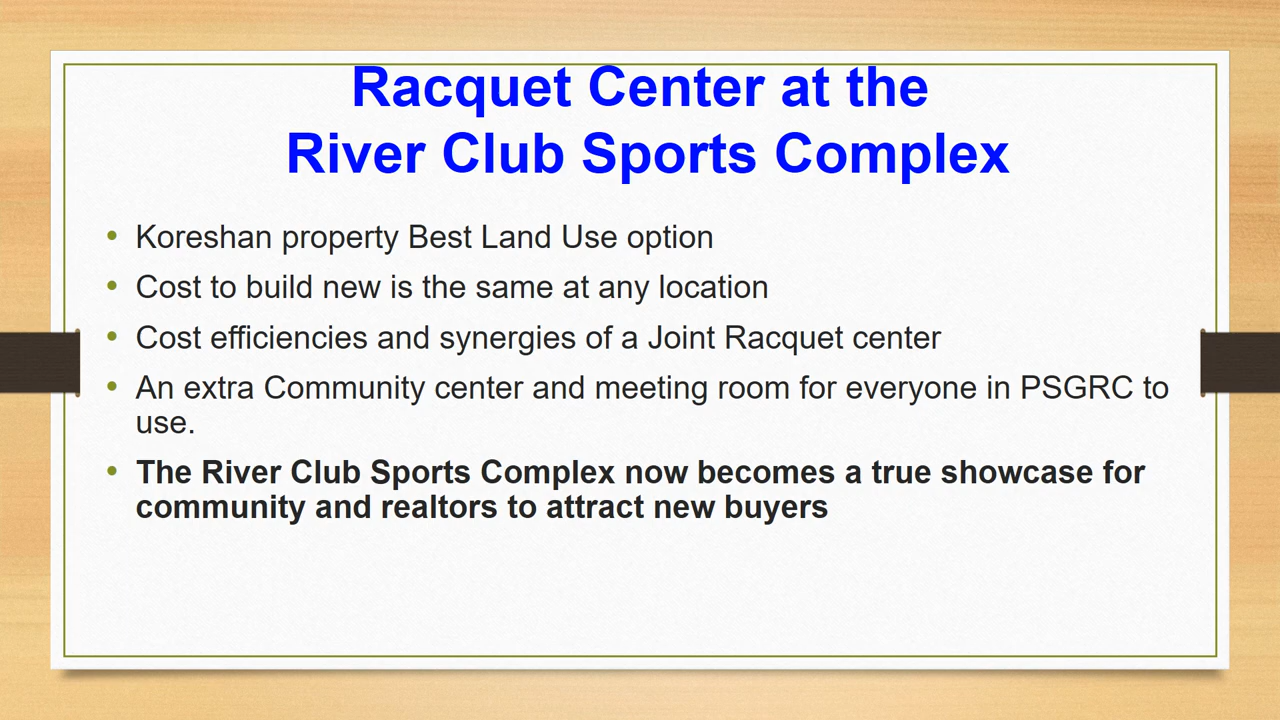 Racquet Center at the
River Club Sports Complex
• Koreshan property Best Land Use option
• Cost to build new is the same at any location
• Cost efficiencies and synergies of a Joint Racquet center
• An extra Community center and meeting room for everyone in PSGRC to
use.
• The River Club Sports Complex now becomes a true showcase for
community and realtors to attract new buyers